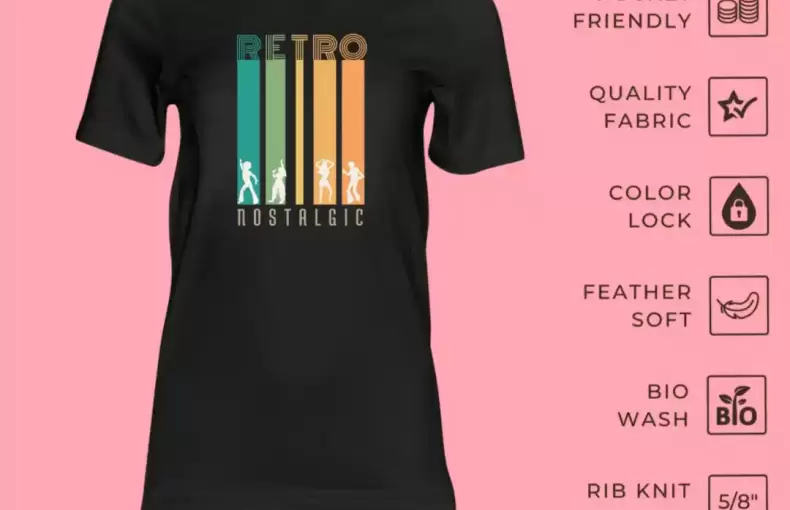 RETRO
NOSTALGIC
FRIENDLY
QUALITY
FABRIC
COLOR
LOCK
FEATHER
SOFT
BIO
WASH
BIO
RIB KNIT
5/8"